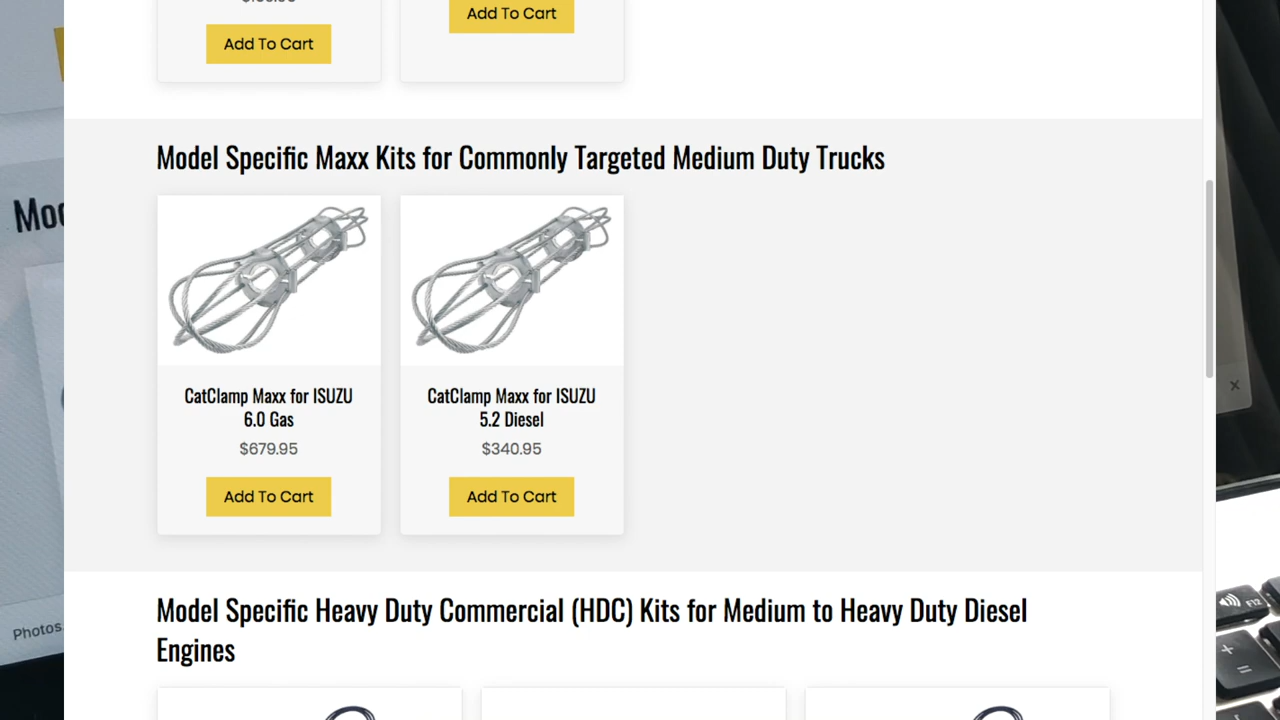 Add To Cart
Add To Cart
Model Specific Maxx Kits for Commonly Targeted Medium Duty Trucks
CatClamp Maxx for ISUZU
6.0 Gas
$679.95
Add To Cart
CatClamp Maxx for ISUZU
5.2 Diesel
$340.95
Add To Cart
Model Specific Heavy Duty Commercial (HDC) Kits for Medium to Heavy Duty Diesel
Engines
Photos.
F12
+
=